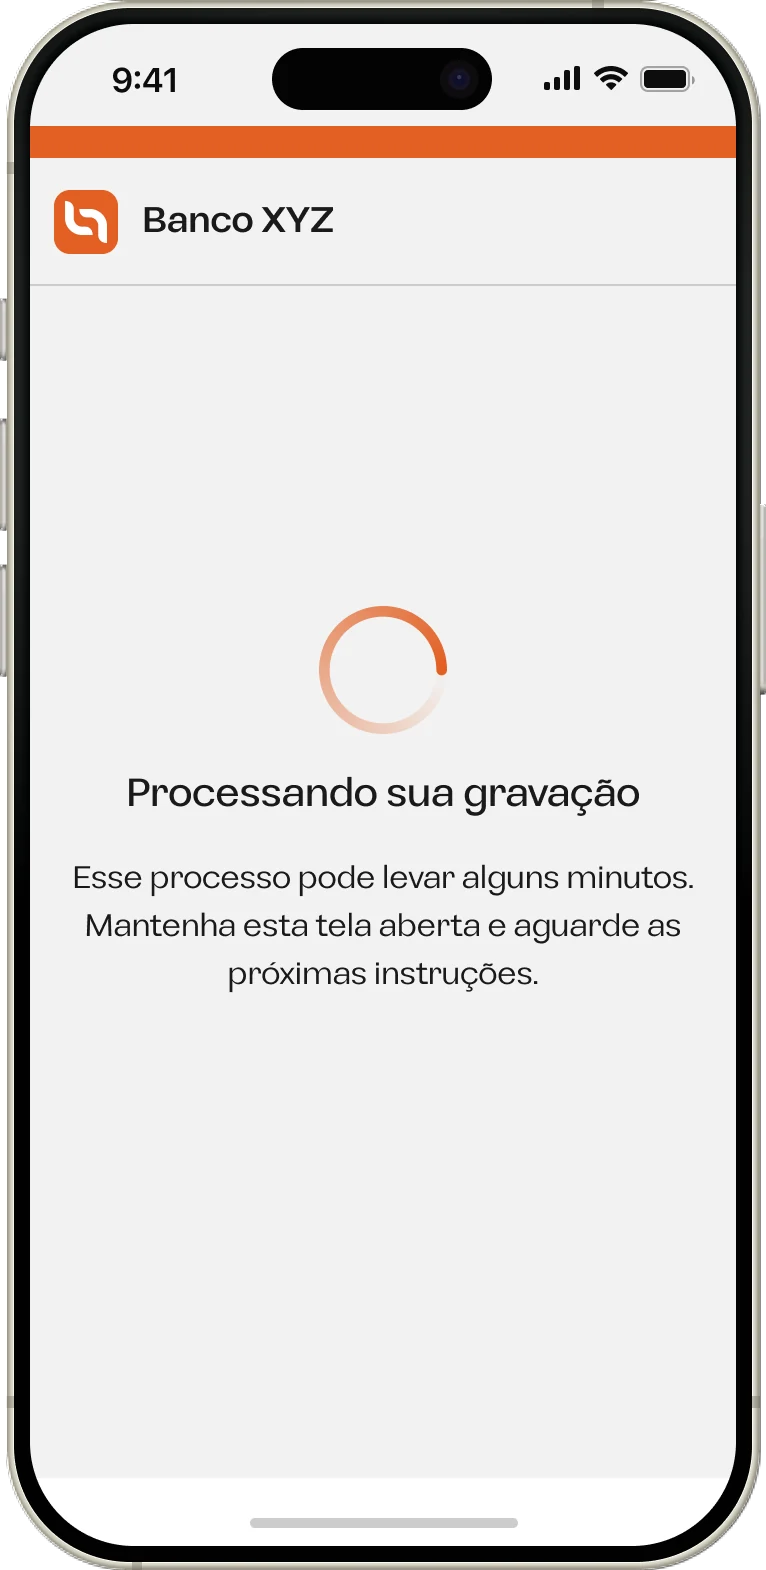 9:41
Banco XYZ
Processando sua gravação
Esse processo pode levar alguns minutos.
Mantenha esta tela aberta e aguarde as
próximas instruções.